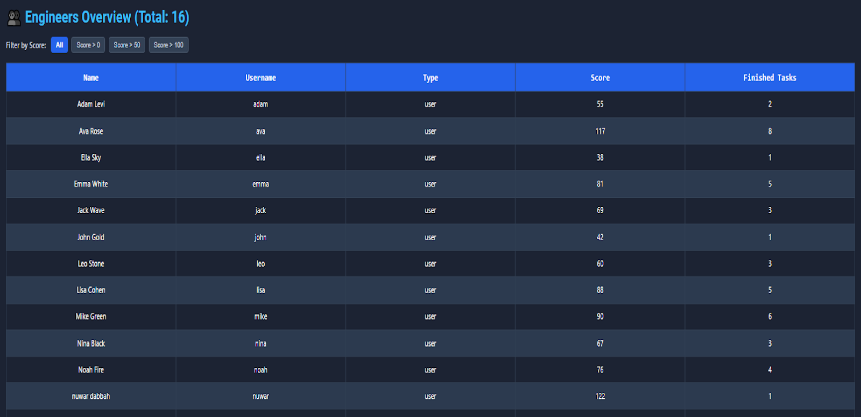 Engineers Overview (Total: 16)
Filter by Score: All Score > 0 Score > 50 Score > 100
Name Username Type Score Finished Tasks
Adam Levi adam user 55 2
Ava Rose ava user 117 8
Ella Sky ella user 38 1
Emma White emma user 81 5
Jack Wave jack user 69 3
John Gold john user 42 1
Leo Stone leo user 60 3
Lisa Cohen lisa user 88 5
Mike Green mike user 90 6
Nina Black nina user 67 3
Noah Fire noah user 76 4
nuwar dabbah nuwar user 122 1